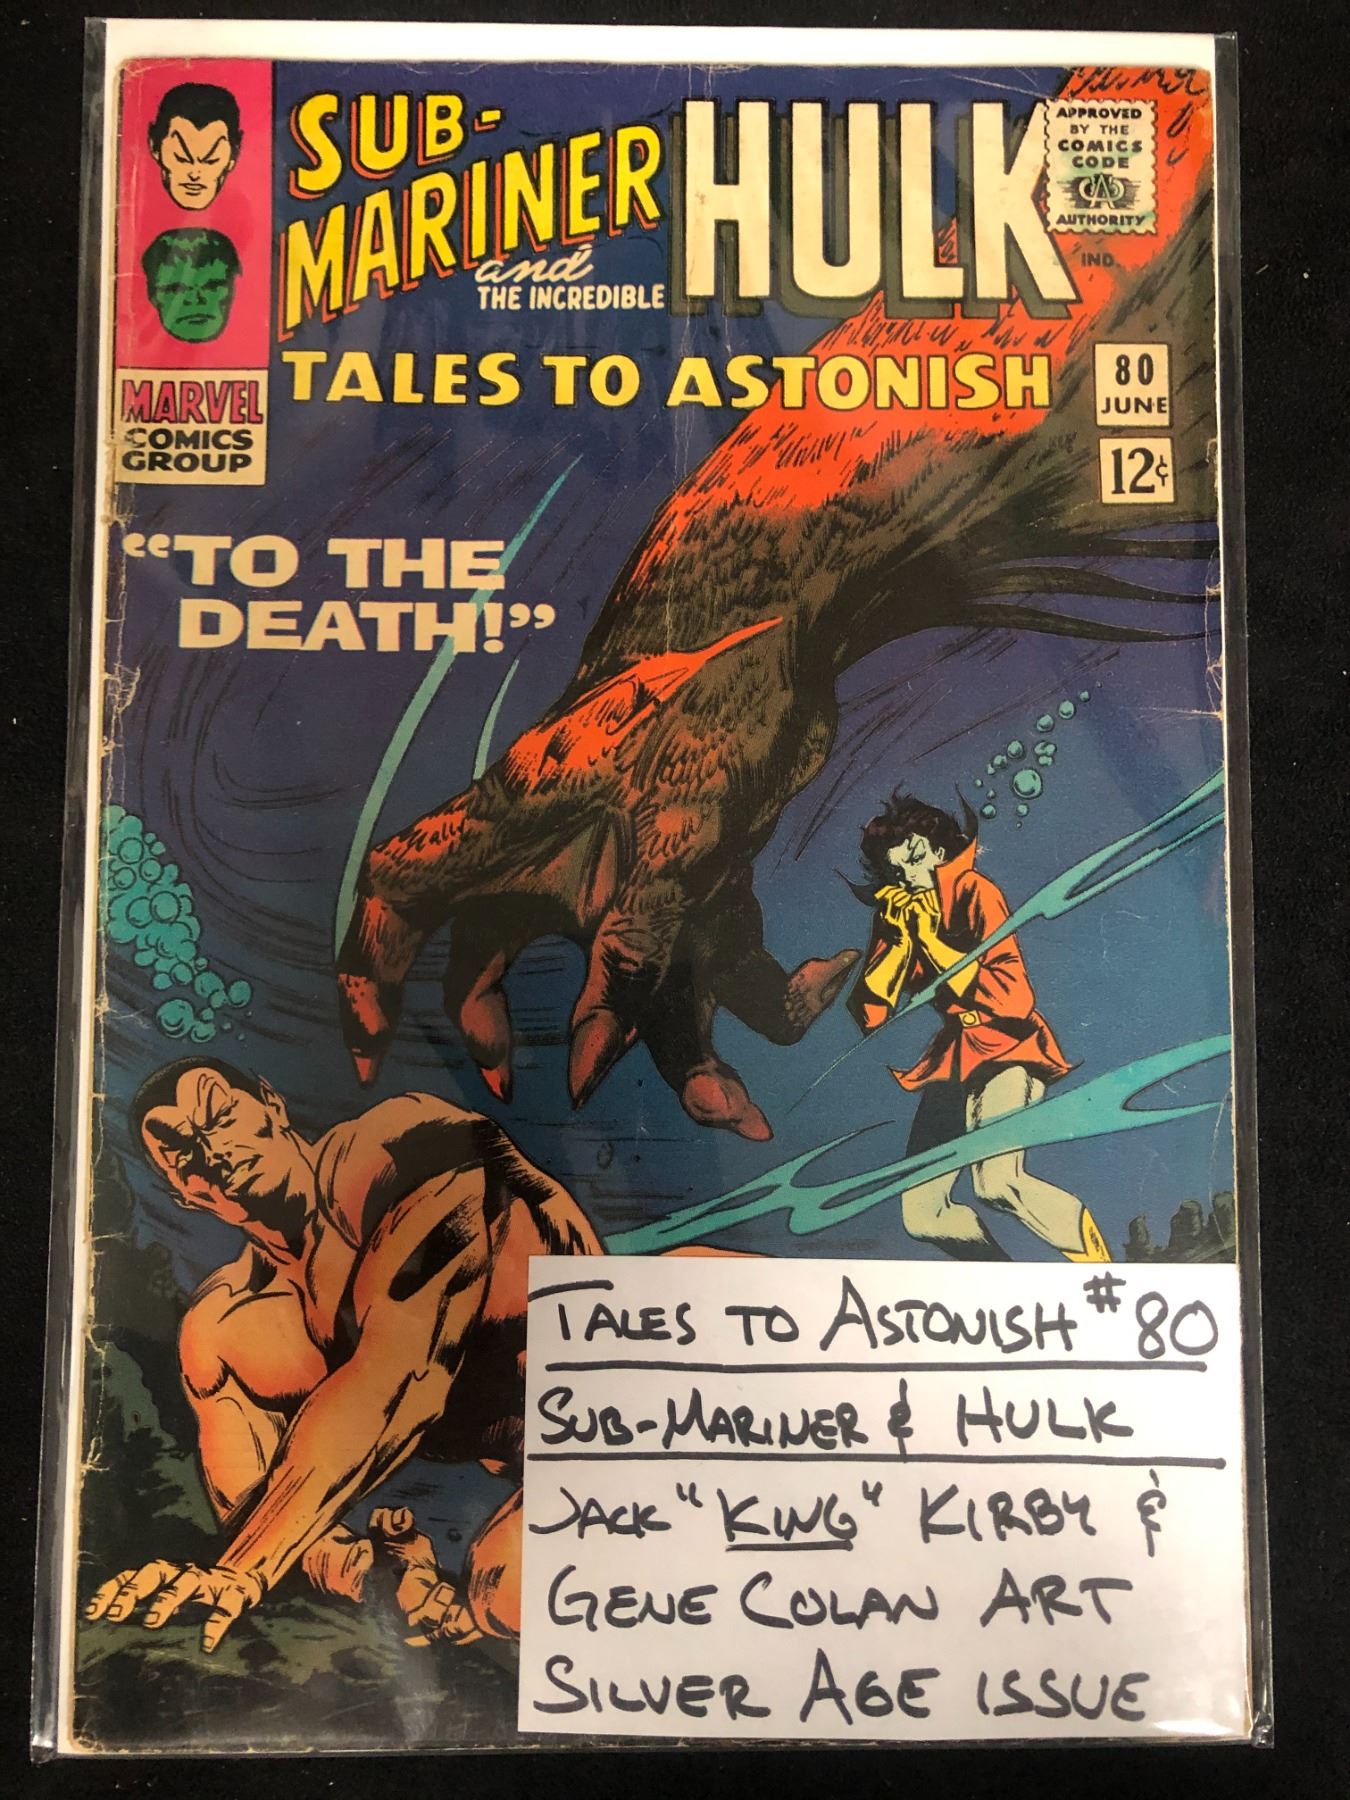 SUB-
MARINER
and
THE INCREDIBLE
HULK
APPROVED
BY THE
COMICS
CODE
CA
AUTHORITY
IND.
TALES TO ASTONISH
80
JUNE
12¢
MARVEL
COMICS
GROUP
“TO THE
DEATH!”
TALES TO ASTONISH #80
SUB-MARINER & HULK
JACK "KING" KIRBY &
GENE COLAN ART
SILVER AGE ISSUE